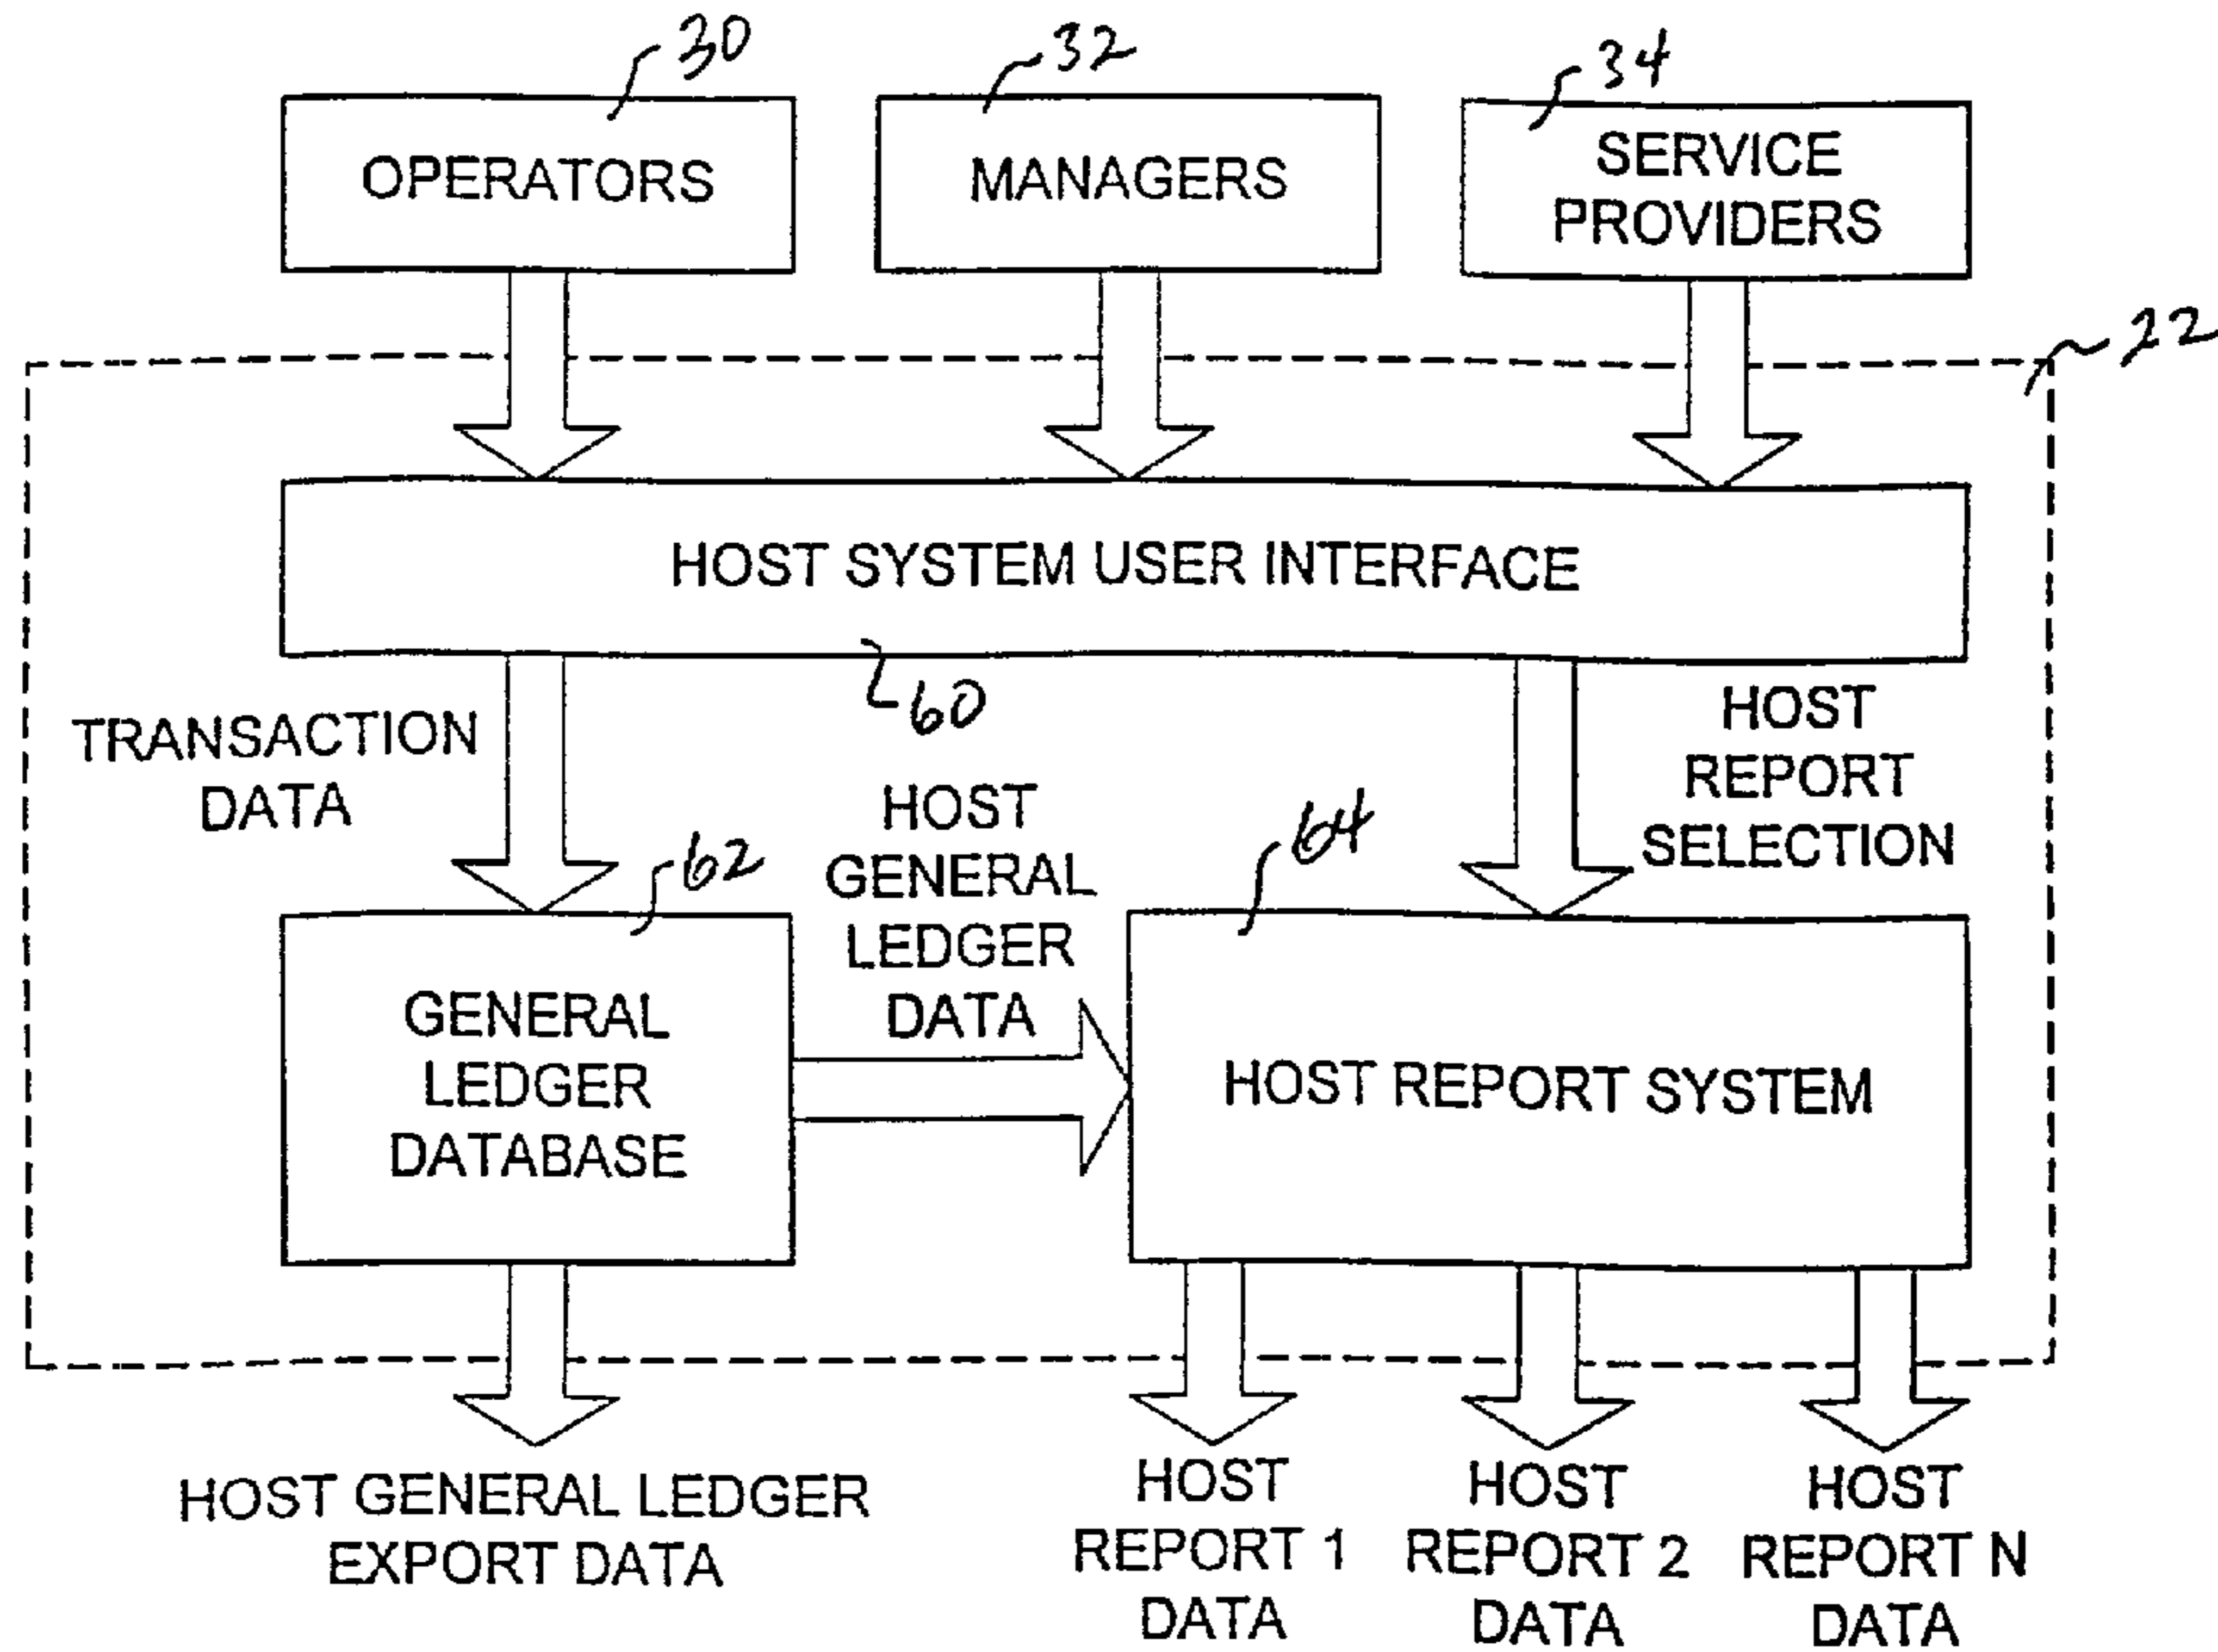 30
32
34
OPERATORS
MANAGERS
SERVICE
PROVIDERS
22
HOST SYSTEM USER INTERFACE
60
TRANSACTION
DATA
HOST
REPORT
SELECTION
HOST
GENERAL
LEDGER
DATA
62
64
GENERAL
LEDGER
DATABASE
HOST REPORT SYSTEM
HOST GENERAL LEDGER
EXPORT DATA
HOST
REPORT 1
DATA
HOST
REPORT 2
DATA
HOST
REPORT N
DATA